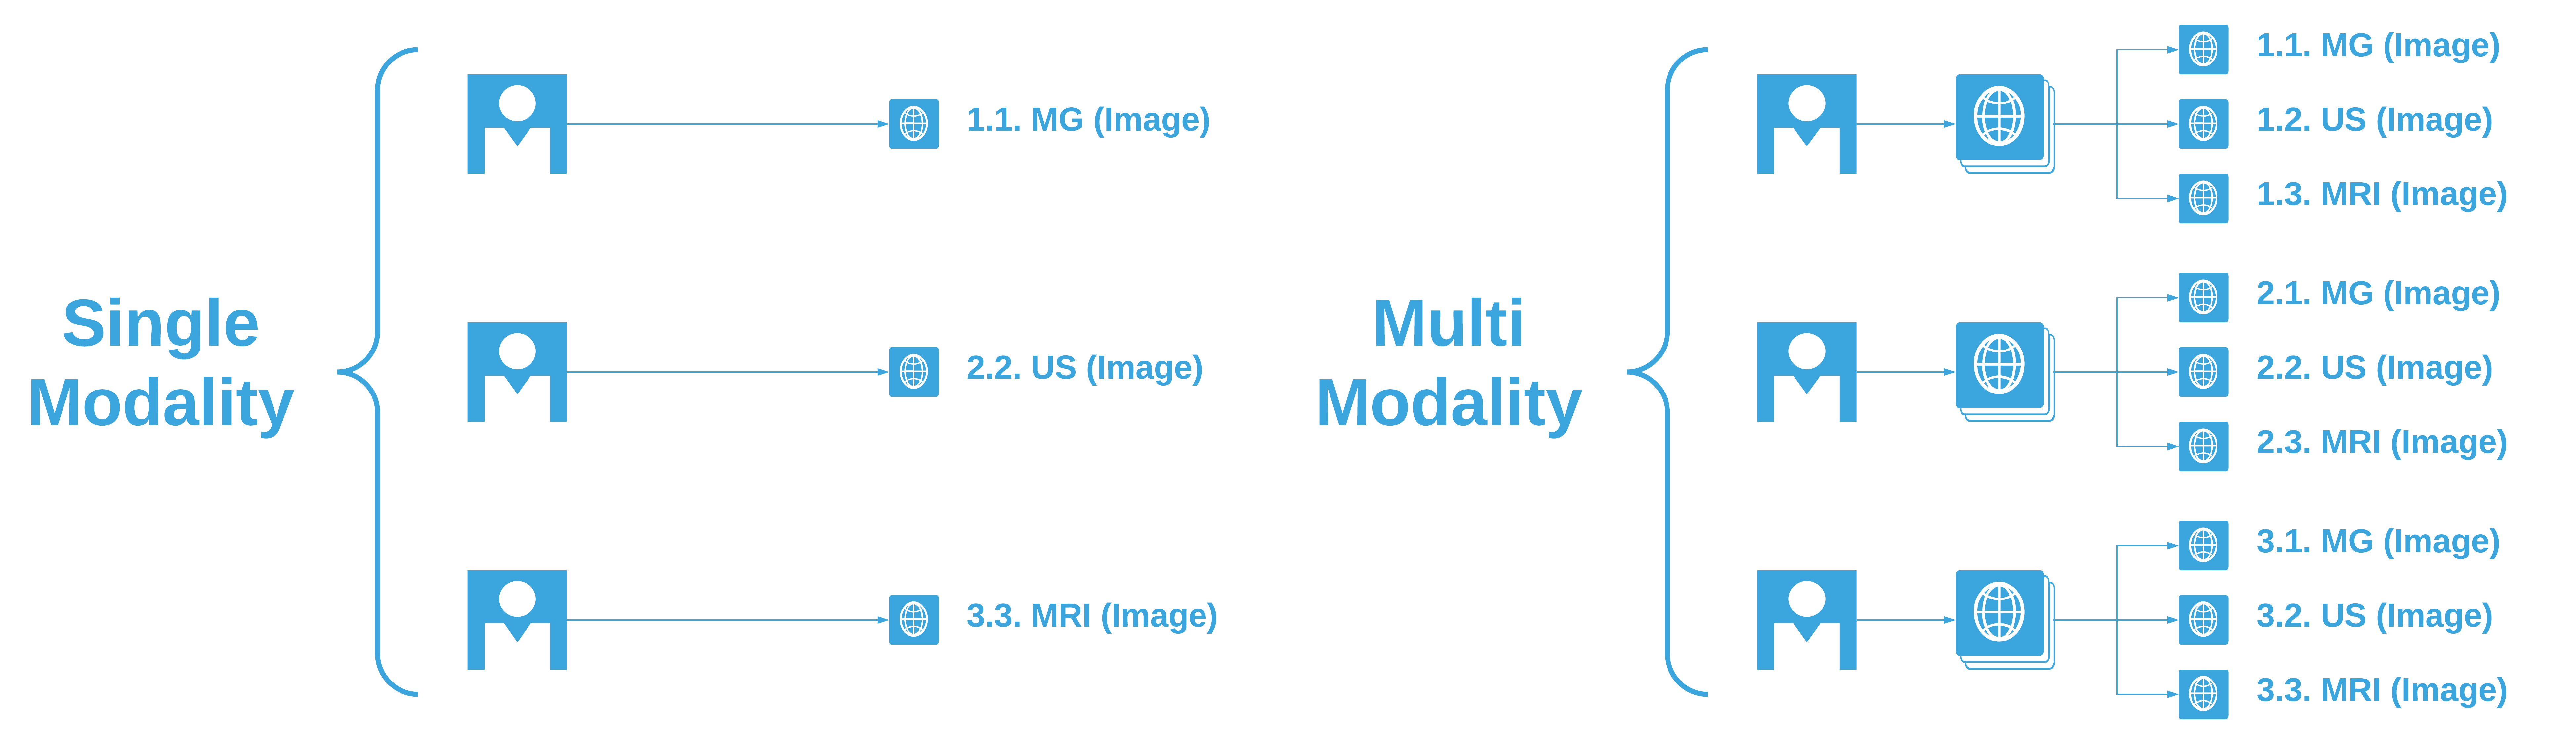 Single
Modality
1.1. MG (Image)
2.2. US (Image)
3.3. MRI (Image)
Multi
Modality
1.1. MG (Image)
1.2. US (Image)
1.3. MRI (Image)
2.1. MG (Image)
2.2. US (Image)
2.3. MRI (Image)
3.1. MG (Image)
3.2. US (Image)
3.3. MRI (Image)